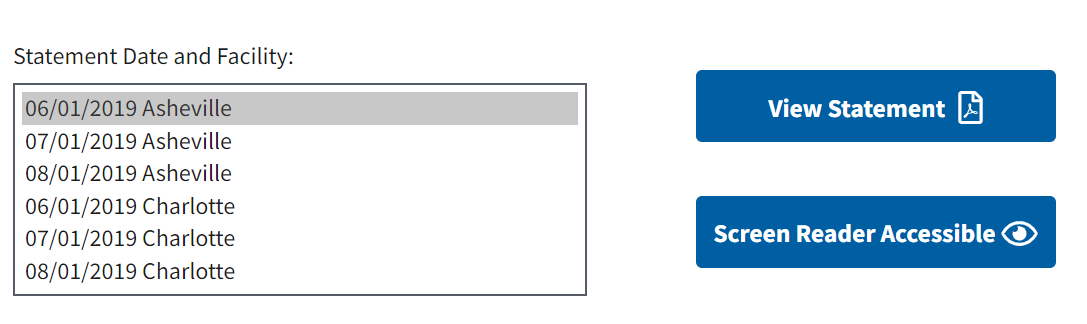 Statement Date and Facility:
06/01/2019 Asheville
07/01/2019 Asheville
08/01/2019 Asheville
06/01/2019 Charlotte
07/01/2019 Charlotte
08/01/2019 Charlotte
View Statement
Screen Reader Accessible